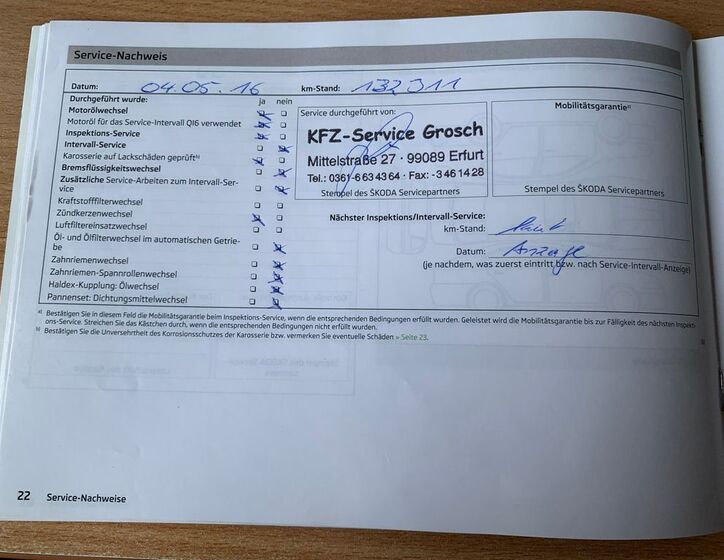 Service-Nachweis
Datum: 04.05.16 km-Stand: 132311
Durchgeführt wurde: ja nein
Motorölwechsel
Motoröl für das Service-Intervall QI6 verwendet
Inspektions-Service
Intervall-Service
Karosserie auf Lackschäden geprüft b)
Bremsflüssigkeitswechsel
Zusätzliche Service-Arbeiten zum Intervall-Ser-
vice
Kraftstofffilterwechsel
Zündkerzenwechsel
Luftfiltereinsatzwechsel
Öl- und Ölfilterwechsel im automatischen Getrie-
be
Zahnriemenwechsel
Zahnriemen-Spannrollenwechsel
Haldex-Kupplung: Ölwechsel
Pannenset: Dichtungsmittelwechsel
Service durchgeführt von:
KFZ-Service Grosch
Mittelstraße 27 · 99089 Erfurt
Tel.: 0361-6 63 43 64 · Fax: -3 46 14 28
Stempel des ŠKODA Servicepartners
Mobilitätsgarantie a)
Stempel des ŠKODA Servicepartners
Nächster Inspektions/Intervall-Service:
km-Stand:
Datum: Anzeige
(je nachdem, was zuerst eintritt bzw. nach Service-Intervall-Anzeige)
a) Bestätigen Sie in diesem Feld die Mobilitätsgarantie beim Inspektions-Service, wenn die entsprechenden Bedingungen erfüllt wurden. Geleistet wird die Mobilitätsgarantie bis zur Fälligkeit des nächsten Inspekti-
ons-Service. Streichen Sie das Kästchen durch, wenn die entsprechenden Bedingungen nicht erfüllt wurden.
b) Bestätigen Sie die Unversehrtheit des Korrosionsschutzes der Karosserie bzw. vermerken Sie eventuelle Schäden » Seite 23.
22 Service-Nachweise